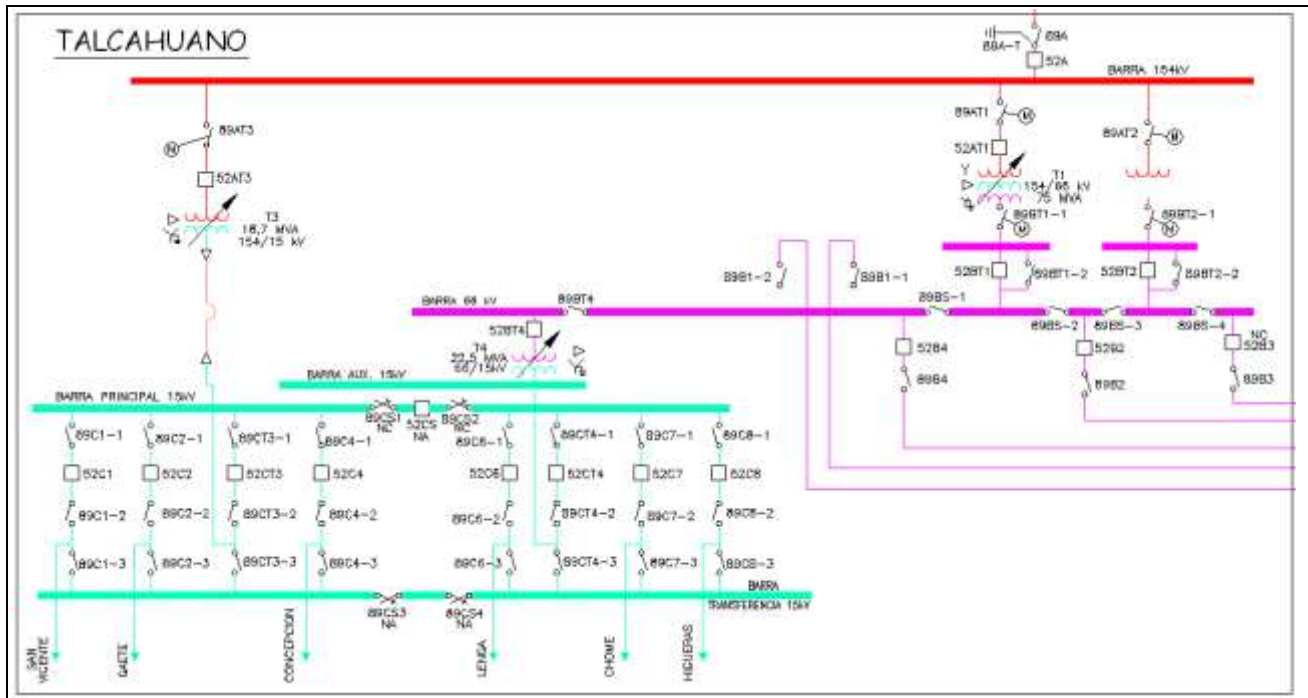 TALCAHUANO
89A
89A-T
52A
BARRA 154kV
89AT3
M
89AT1
M
89AT2
M
52AT3
52AT1
T3
18,7 MVA
154/15 kV
Y
T1
154/66 kV
75 MVA
89BT1-1
M
89BT2-1
M
89B1-2
89B1-1
52BT1
89BT1-2
52BT2
89BT2-2
BARRA 66 kV
89BT4
89BS-1
89BS-2
89BS-3
89BS-4
52BT4
T4
22,5 MVA
66/15kV
52B4
52B2
NC
52B3
89B4
89B2
89B3
BARRA AUX. 15kV
BARRA PRINCIPAL 15kV
89CS1
NC
52CS
NA
89CS2
NC
89C1-1
89C2-1
89CT3-1
89C4-1
89C6-1
89CT4-1
89C7-1
89C8-1
52C1
52C2
52CT3
52C4
52C6
52CT4
52C7
52C8
89C1-2
89C2-2
89CT3-2
89C4-2
89C6-2
89CT4-2
89C7-2
89C8-2
89C1-3
89C2-3
89CT3-3
89C4-3
89C6-3
89CT4-3
89C7-3
89C8-3
BARRA
TRANSFERENCIA 15kV
89CS3
NA
89CS4
NA
SAN
VICENTE
GAETE
CONCEPCION
LENGA
CHOME
HIGUERAS